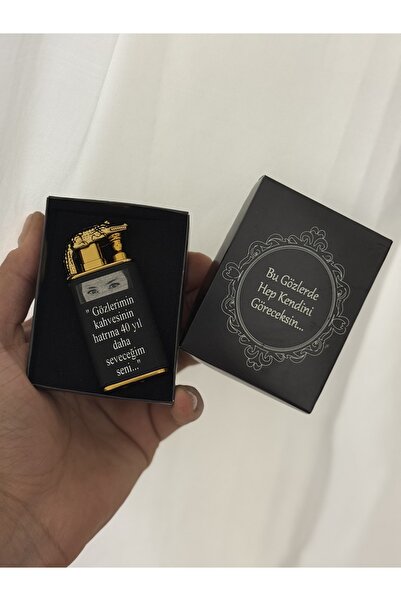 " Gözlerimin
kahvesinin
hatrına 40 yıl
daha
seveceğim
seni..."
Bu Gözlerde
Hep Kendini
Göreceksin...